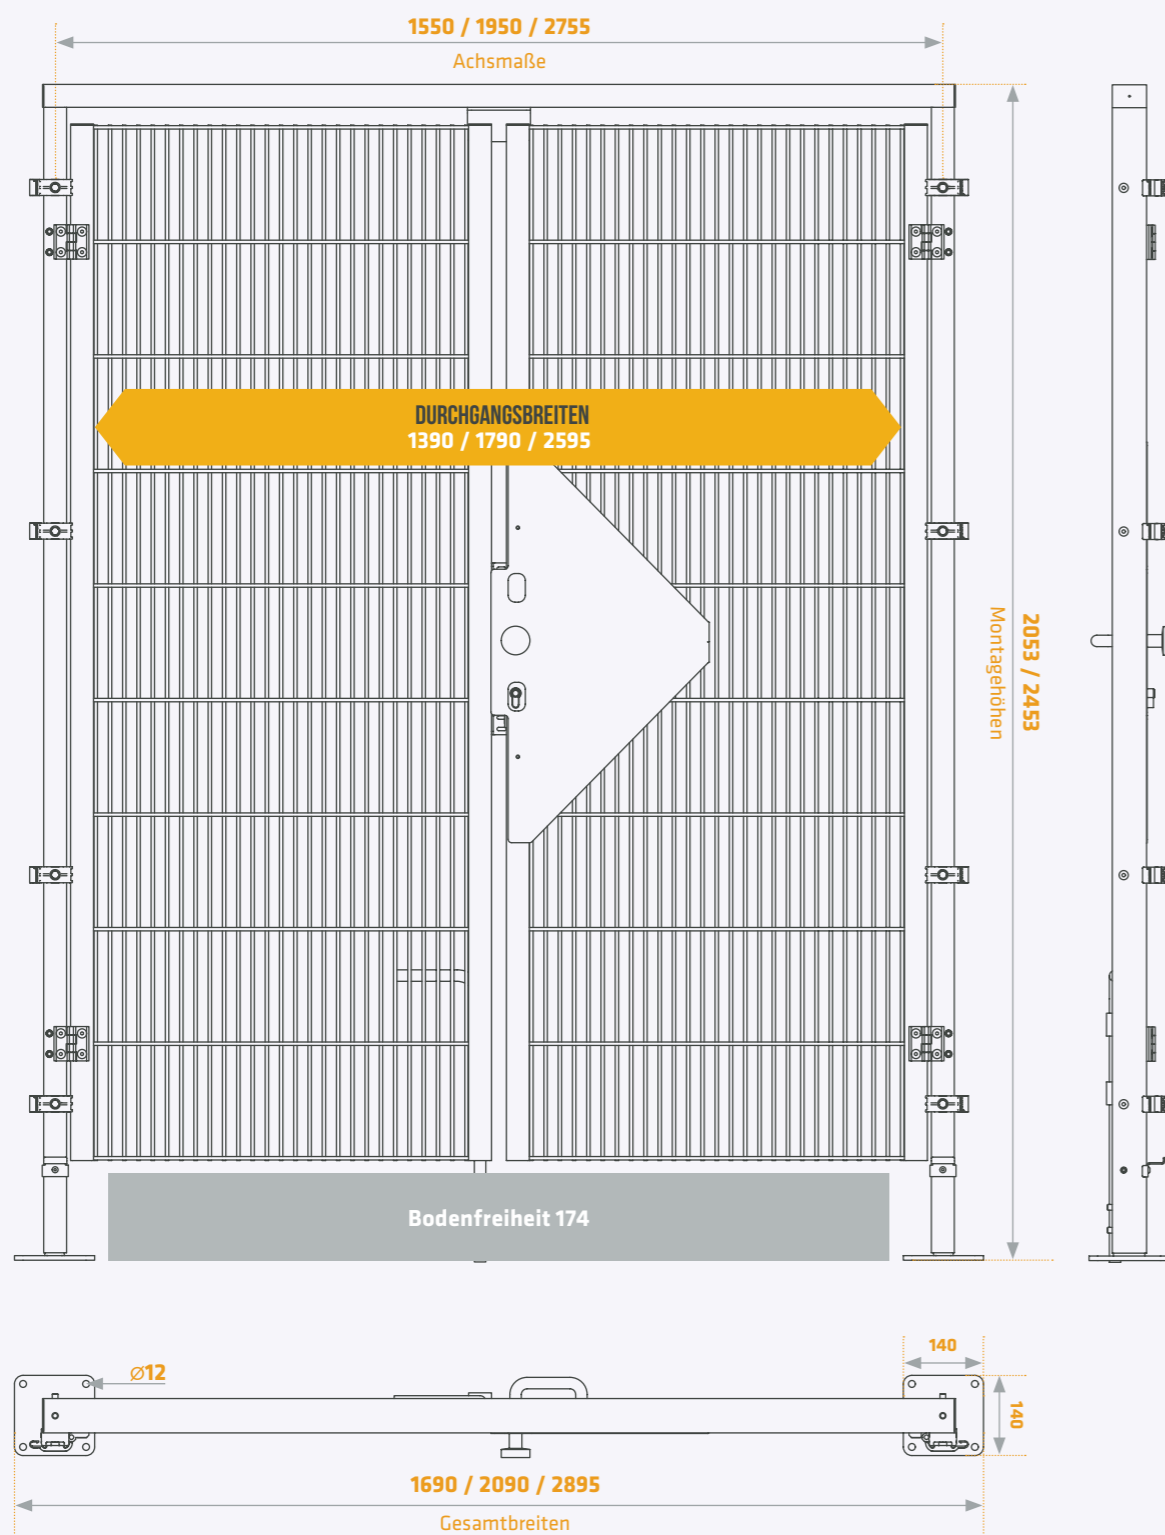 1550 / 1950 / 2755
Achsmaße
DURCHGANGSBREITEN
1390 / 1790 / 2595
2053 / 2453
Montagehöhen
Bodenfreiheit 174
⌀12
140
140
1690 / 2090 / 2895
Gesamtbreiten